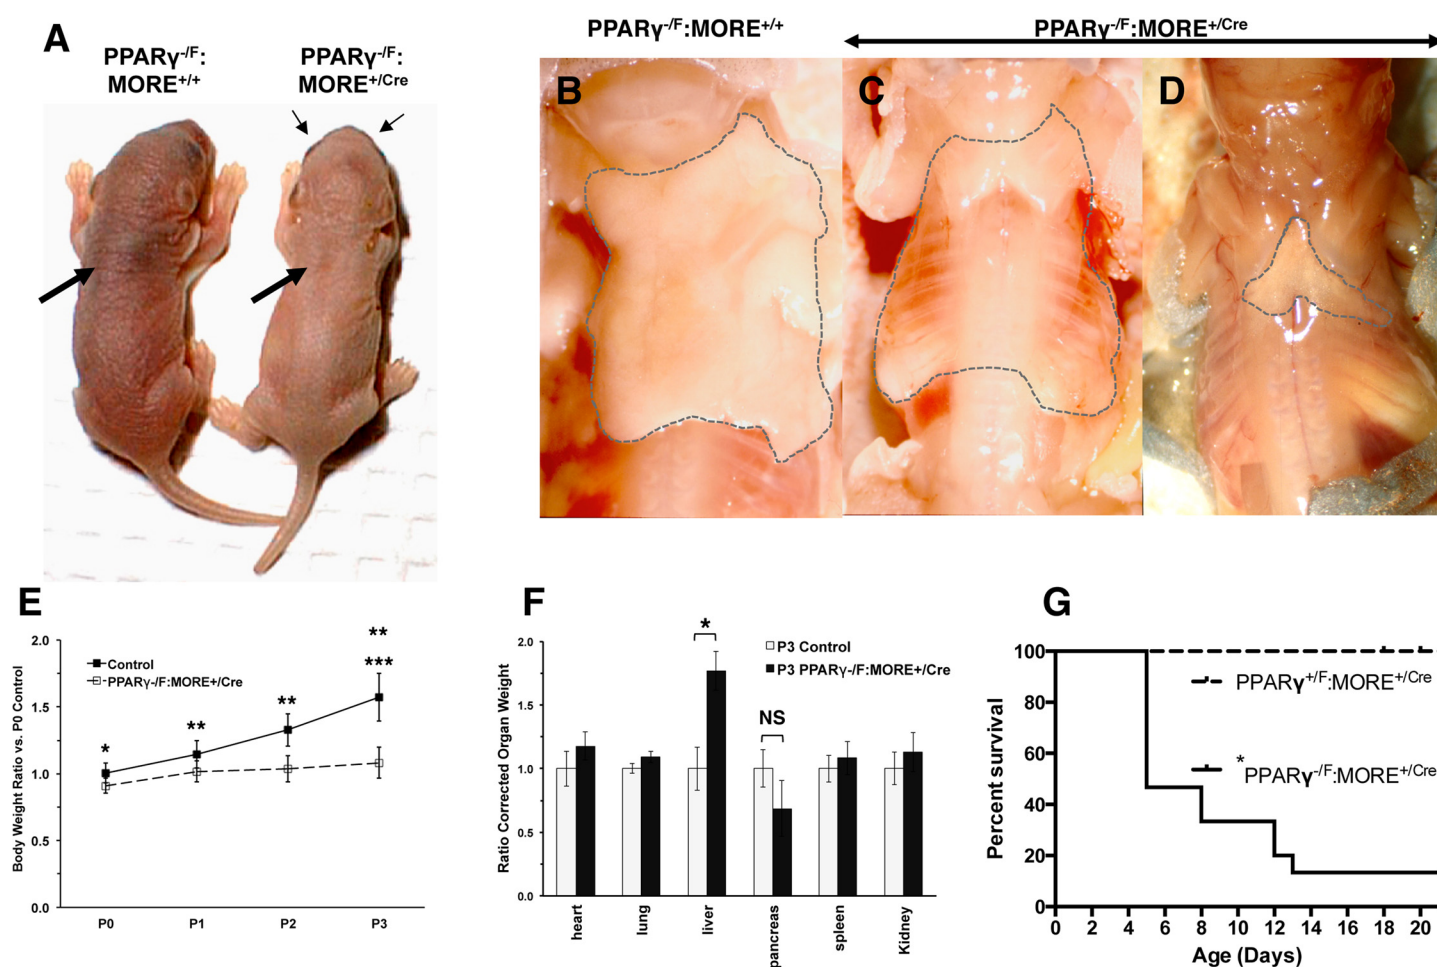 A
PPARγ-/F:
MORE+/+
PPARγ-/F:
MORE+/Cre
PPARγ-/F:MORE+/+
PPARγ-/F:MORE+/Cre
B
C
D
E
Body Weight Ratio vs. P0 Control
2.0
1.5
1.0
0.5
0.0
Control
PPARγ-/F:MORE+/Cre
*
**
**
**
***
P0
P1
P2
P3
F
Ratio Corrected Organ Weight
2.0
1.5
1.0
0.5
0.0
P3 Control
P3 PPARγ-/F:MORE+/Cre
*
NS
heart
lung
liver
pancreas
spleen
Kidney
G
Percent survival
100
80
60
40
20
0
PPARγ+/F:MORE+/Cre
*PPARγ-/F:MORE+/Cre
0 2 4 6 8 10 12 14 16 18 20
Age (Days)